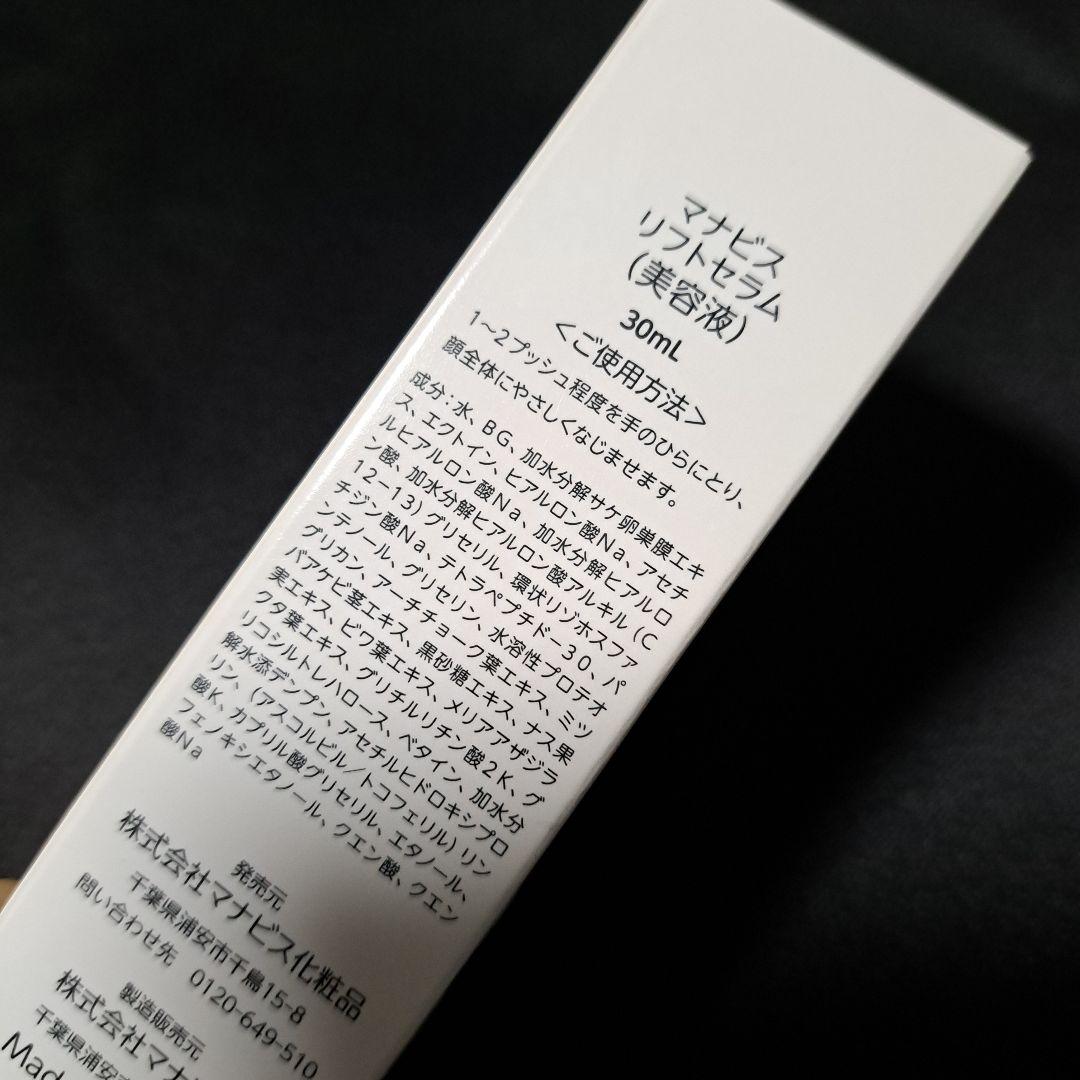 マナビス
リフトセラム
（美容液）
30mL
＜ご使用方法＞
1～2プッシュ程度を手のひらにとり、
顔全体にやさしくなじませます。
成分：水、BG、加水分解サケ卵巣膜エキ
ス、エクトイン、ヒアルロン酸Na、アセチ
ルヒアルロン酸Na、加水分解ヒアルロ
ン酸、加水分解ヒアルロン酸アルキル（C
12－13）グリセリル、環状リゾホスファ
チジン酸Na、テトラペプチド－30、パ
ンテノール、グリセリン、水溶性プロテオ
グリカン、アーチチョーク葉エキス、ミツ
バアケビ茎エキス、黒砂糖エキス、ナス果
実エキス、ビワ葉エキス、メリアアザジラ
クタ葉エキス、グリチルリチン酸2K、グ
リコシルトレハロース、ベタイン、加水分
解水添デンプン、アセチルヒドロキシプロ
リン、（アスコルビル／トコフェリル）リン
酸K、カプリル酸グリセリル、エタノール、
フェノキシエタノール、クエン酸、クエン
酸Na
発売元
株式会社マナビス化粧品
千葉県浦安市千鳥15-8
問い合わせ先 0120-649-510
製造販売元
株式会社マナ
千葉県浦安
Mad